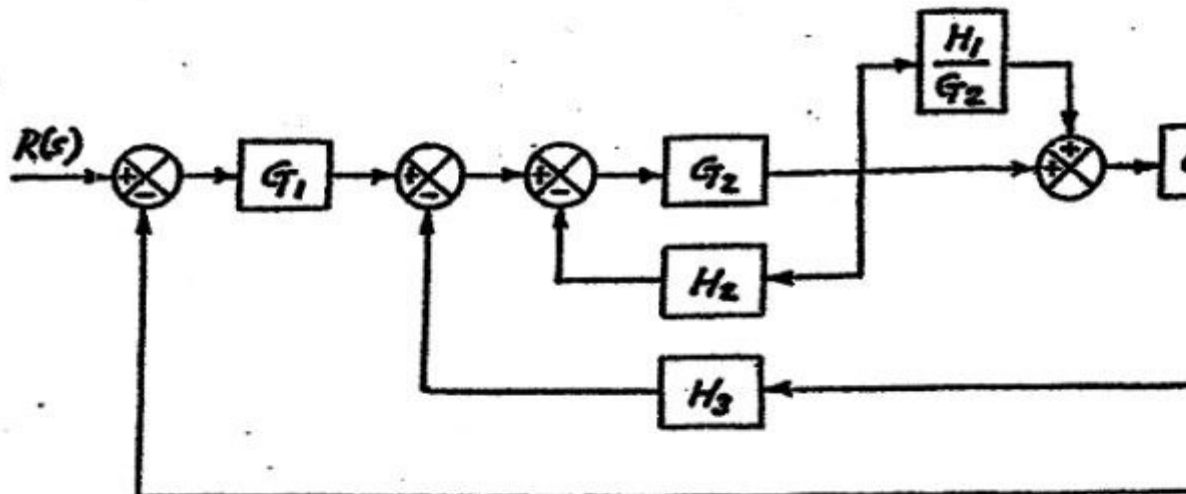 H₁
G₂
R(s) + − G₁ + − + − G₂ + +
H₂
H₃